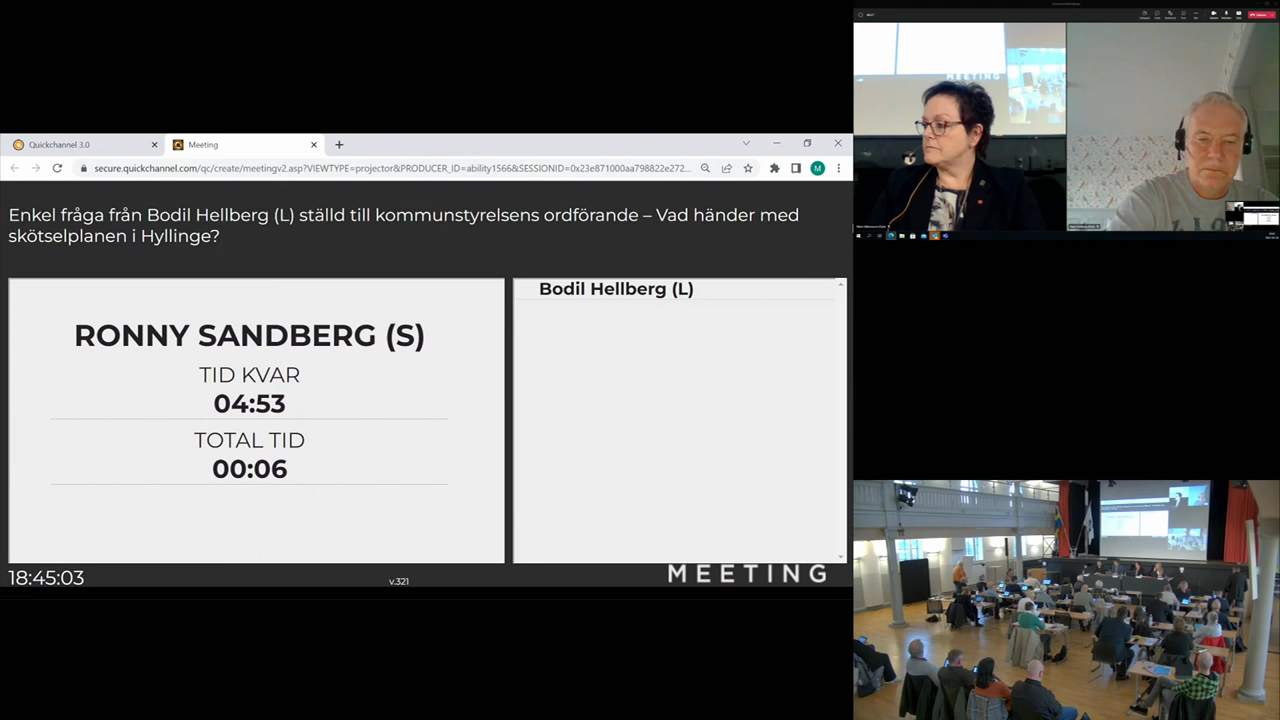 Quickchannel 3.0
Meeting
secure.quickchannel.com/qc/create/meetingv2.asp?VIEWTYPE=projector&PRODUCER_ID=ability1566&SESSIONID=0x23e871000aa798822e272...
M
Enkel fråga från Bodil Hellberg (L) ställd till kommunstyrelsens ordförande – Vad händer med
skötselplanen i Hyllinge?
RONNY SANDBERG (S)
TID KVAR
04:53
TOTAL TID
00:06
Bodil Hellberg (L)
18:45:03
v.321
MEETING
MEETING